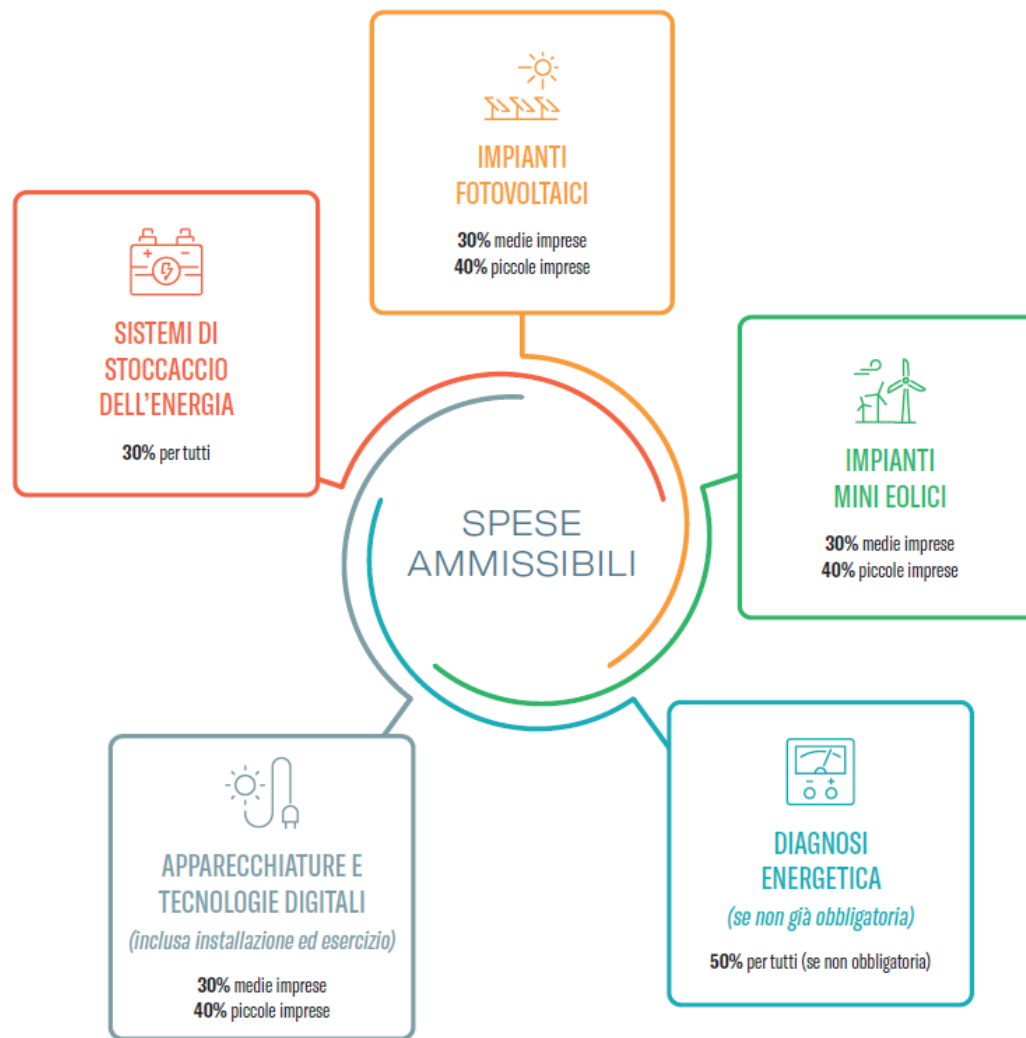 IMPIANTI
FOTOVOLTAICI
30% medie imprese
40% piccole imprese
SISTEMI DI
STOCCACCIO
DELL'ENERGIA
30% per tutti
IMPIANTI
MINI EOLICI
30% medie imprese
40% piccole imprese
SPESE
AMMISSIBILI
APPARECCHIATURE E
TECNOLOGIE DIGITALI
(inclusa installazione ed esercizio)
30% medie imprese
40% piccole imprese
DIAGNOSI
ENERGETICA
(se non già obbligatoria)
50% per tutti (se non obbligatoria)